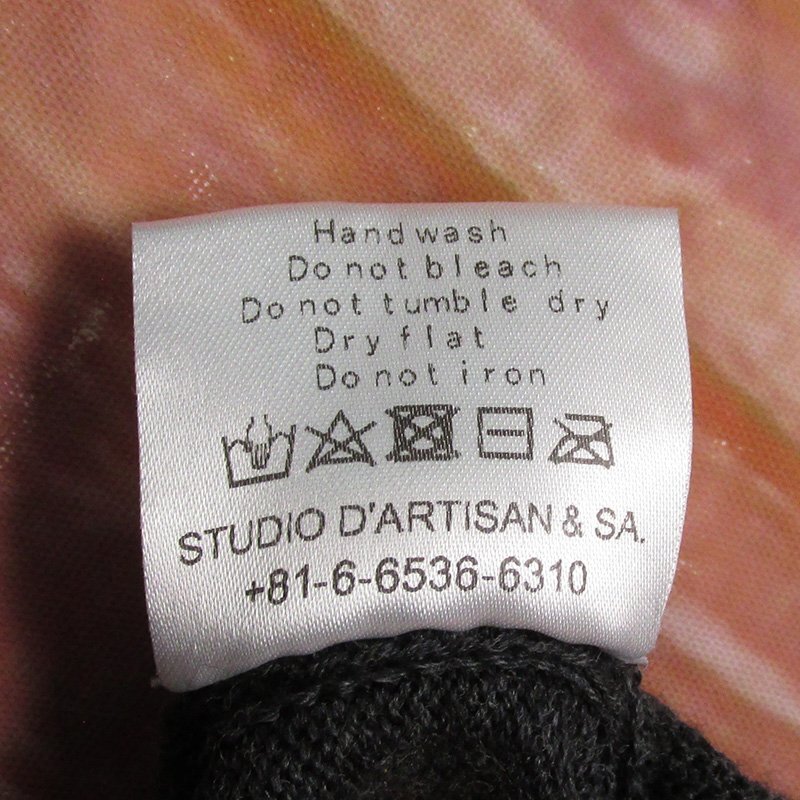 Hand wash
Do not bleach
Do not tumble dry
Dry flat
Do not iron
STUDIO D'ARTISAN & SA.
+81-6-6536-6310